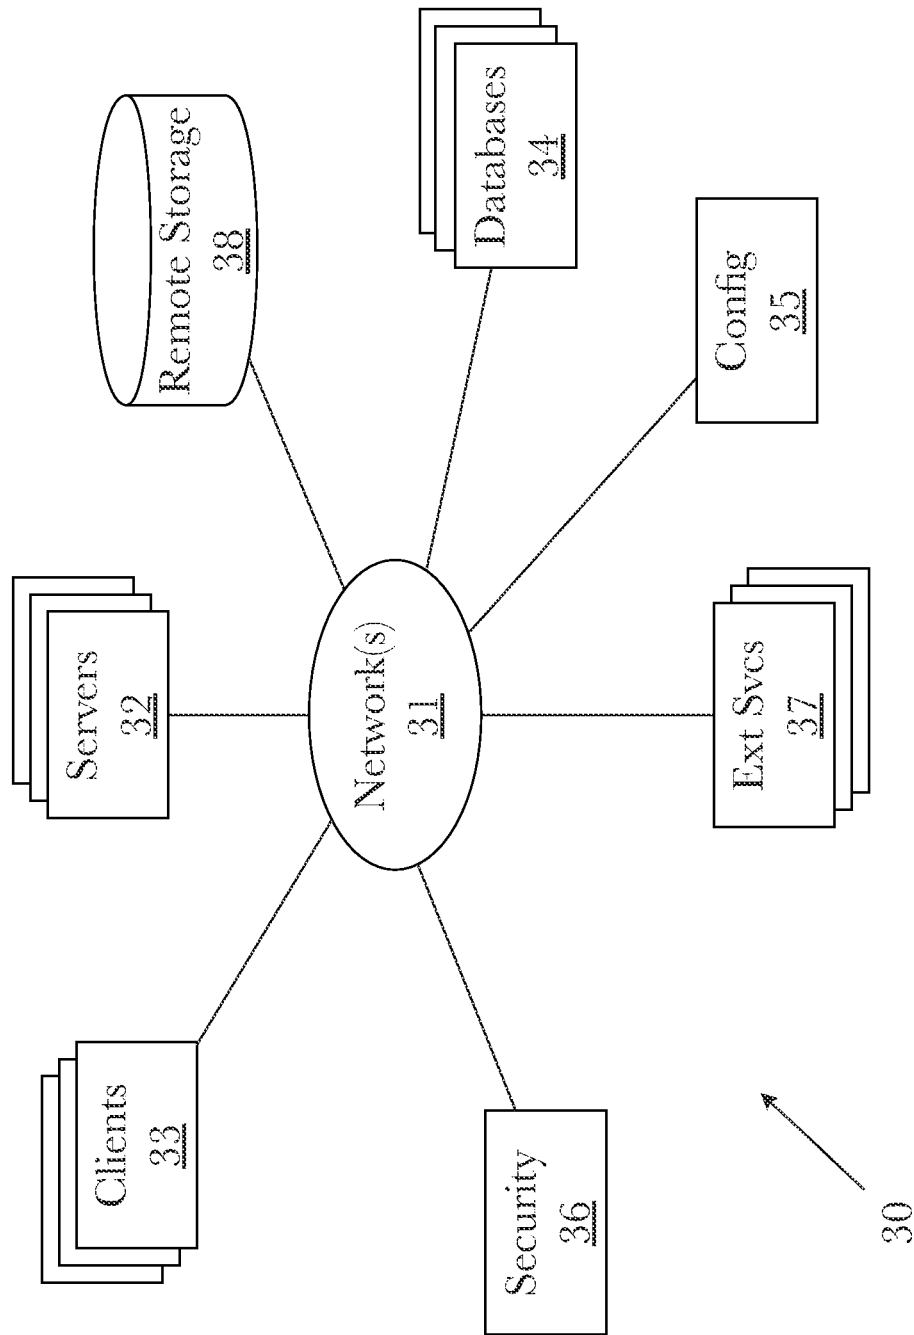 Clients
33
Servers
32
Remote Storage
38
Network(s)
31
Databases
34
Security
36
Ext Svcs
37
Config
35
30